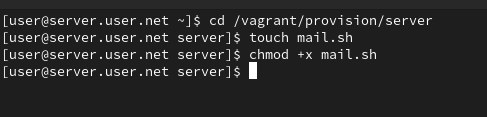 [user@server.user.net ~]$ cd /vagrant/provision/server
[user@server.user.net server]$ touch mail.sh
[user@server.user.net server]$ chmod +x mail.sh
[user@server.user.net server]$